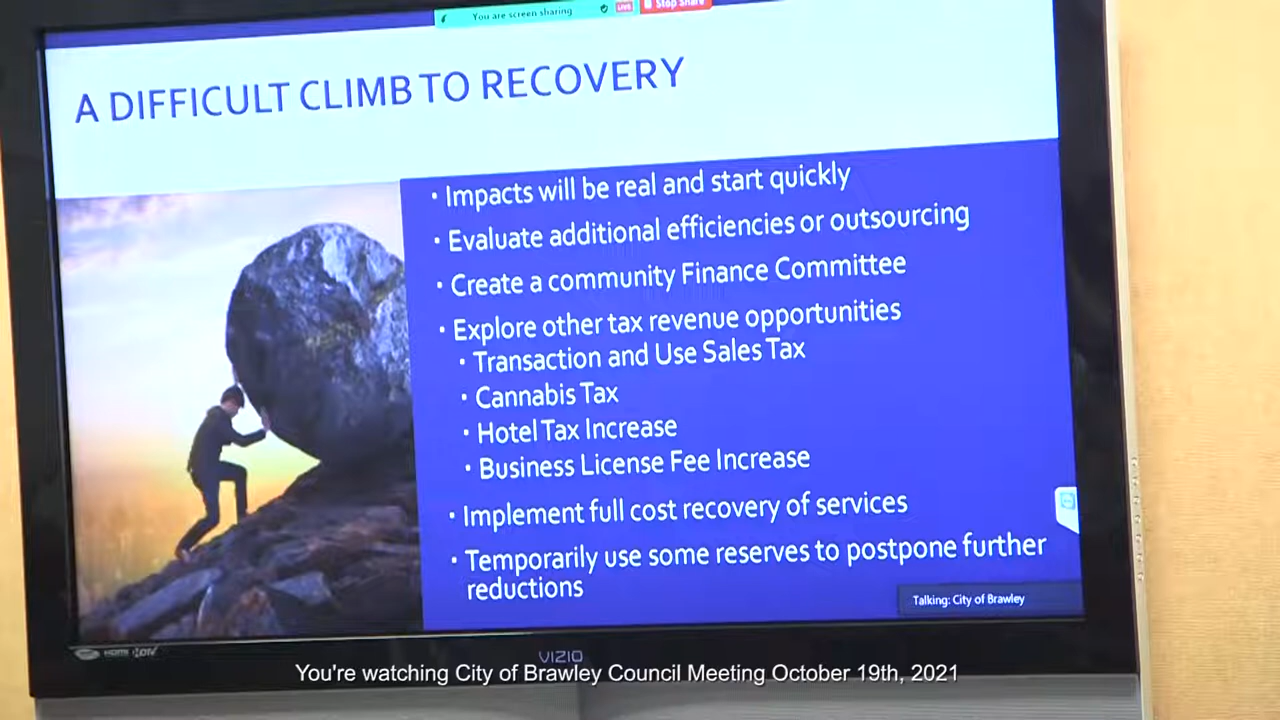 You are screen sharing
LIVE
Stop Share
A DIFFICULT CLIMB TO RECOVERY
• Impacts will be real and start quickly
• Evaluate additional efficiencies or outsourcing
• Create a community Finance Committee
• Explore other tax revenue opportunities
• Transaction and Use Sales Tax
• Cannabis Tax
• Hotel Tax Increase
• Business License Fee Increase
• Implement full cost recovery of services
• Temporarily use some reserves to postpone further
reductions
Talking: City of Brawley
HDMI
VIZIO
You're watching City of Brawley Council Meeting October 19th, 2021